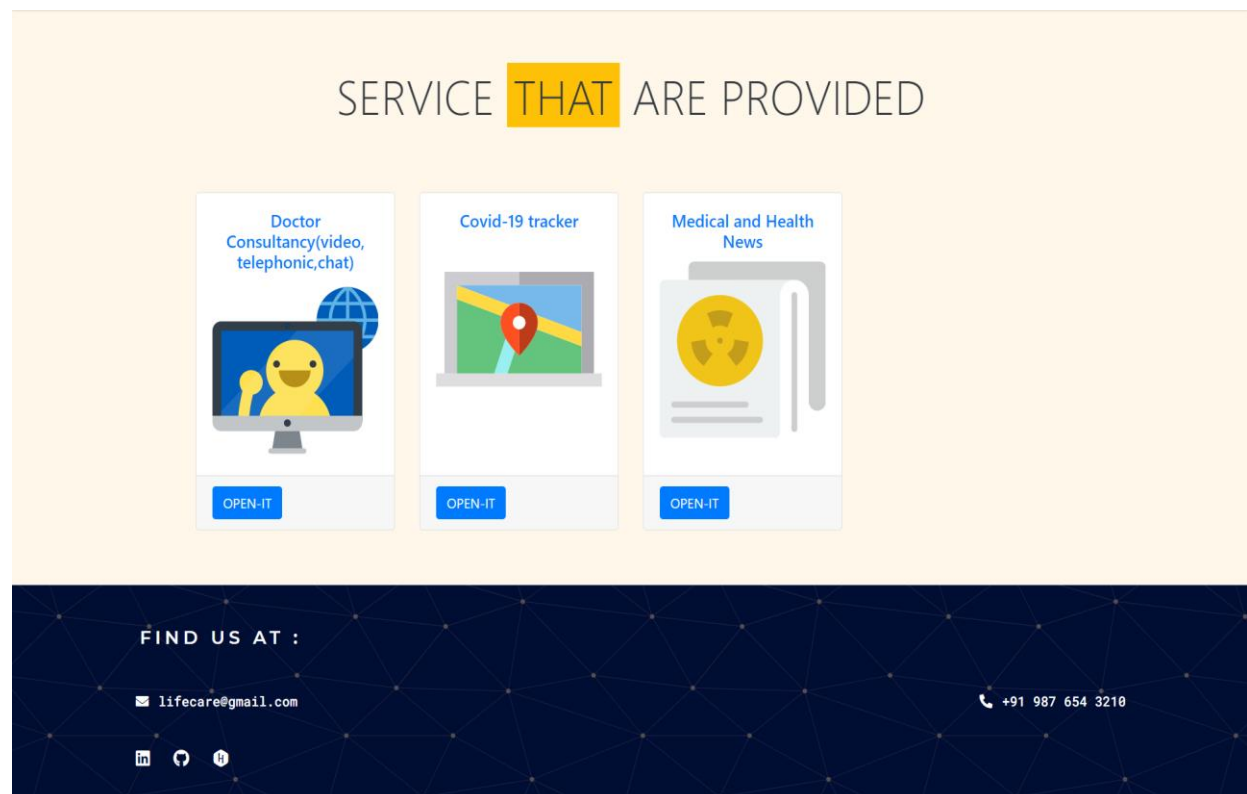 SERVICE THAT ARE PROVIDED
Doctor
Consultancy(video,
telephonic,chat)
Covid-19 tracker
Medical and Health
News
OPEN-IT
OPEN-IT
OPEN-IT
FIND US AT :
lifecare@gmail.com
+91 987 654 3210